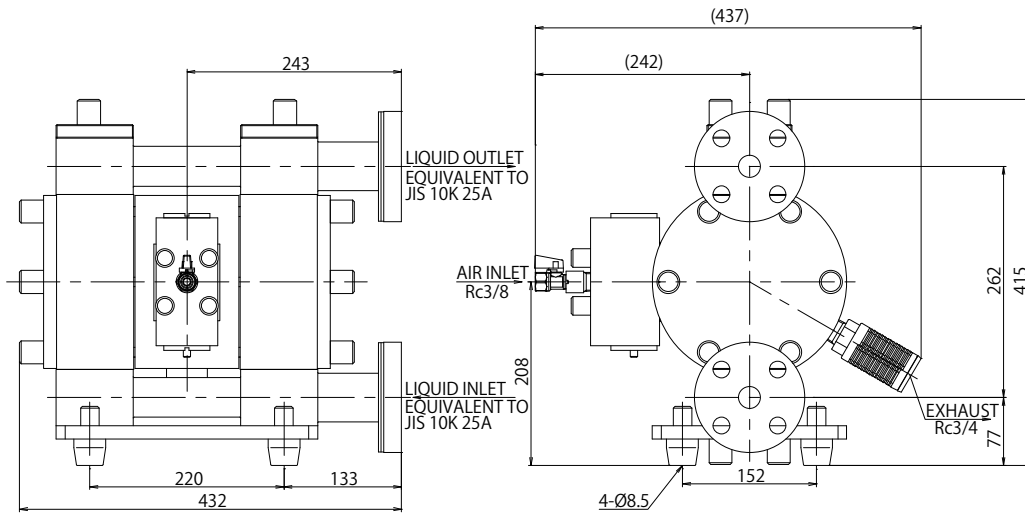 243
LIQUID OUTLET
EQUIVALENT TO
JIS 10K 25A
LIQUID INLET
EQUIVALENT TO
JIS 10K 25A
220
133
432
(437)
(242)
AIR INLET
Rc3/8
208
262
415
77
EXHAUST
Rc3/4
152
4-Ø8.5